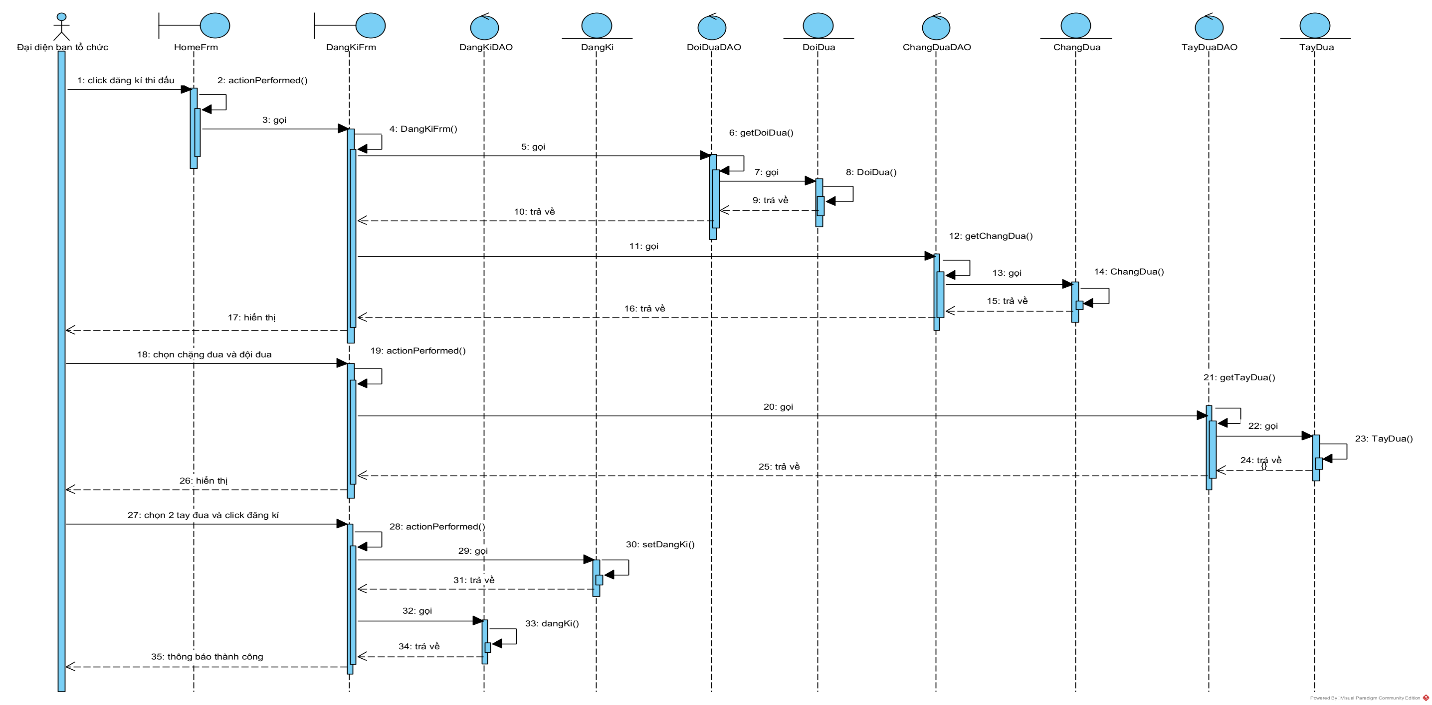 Đại diện ban tổ chức
HomeFrm
DangKiFrm
DangKiDAO
DangKi
DoiDuaDAO
DoiDua
ChangDuaDAO
ChangDua
TayDuaDAO
TayDua
1: click đăng kí thi đấu
2: actionPerformed()
3: gọi
4: DangKiFrm()
5: gọi
6: getDoiDua()
7: gọi
8: DoiDua()
9: trả về
10: trả về
11: gọi
12: getChangDua()
13: gọi
14: ChangDua()
15: trả về
16: trả về
17: hiển thị
18: chọn chặng đua và đội đua
19: actionPerformed()
20: gọi
21: getTayDua()
22: gọi
23: TayDua()
24: trả về
()
25: trả về
26: hiển thị
27: chọn 2 tay đua và click đăng kí
28: actionPerformed()
29: gọi
30: setDangKi()
31: trả về
32: gọi
33: dangKi()
34: trả về
35: thông báo thành công
Powered By Visual Paradigm Community Edition